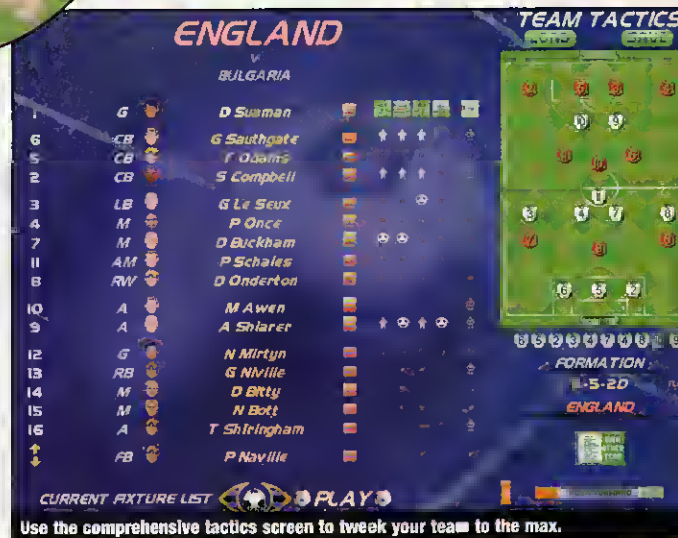 ENGLAND
V
BULGARIA
TEAM TACTICS
LOAD SAVE
1 G D Suaman
6 CB G Sauthgate
5 CB T Odams
2 CB S Campbell
3 LB G Le Seux
4 M P Once
7 M D Buckham
11 AM P Schales
8 RW D Onderton
10 A M Awen
9 A A Shiarer
12 G N Mirtyn
13 RB G Niville
14 M D Bitty
15 M N Bott
16 A T Shiringham
FB P Naville
FORMATION
ENGLAND
CURRENT FIXTURE LIST PLAY
Use the comprehensive tactics screen to tweek your team to the max.